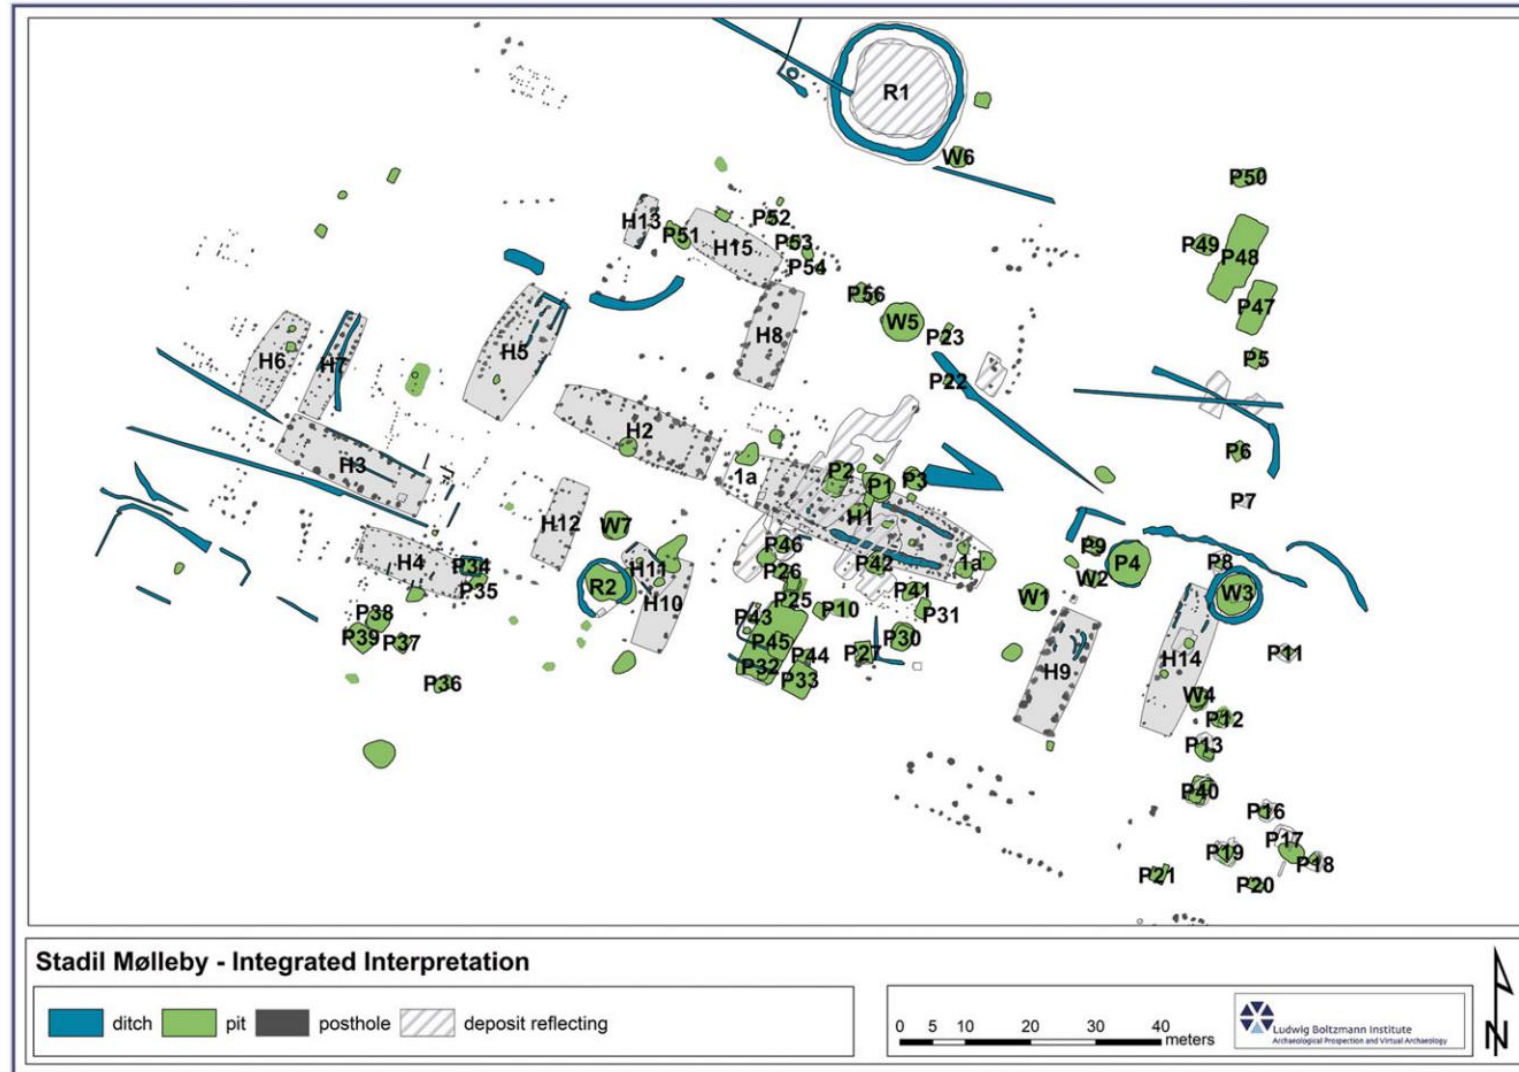 R1
W6
P50
H13
P51
P52
H15
P53
P54
P49
P48
P56
W5
P47
P23
H8
H5
H6
H7
P5
P22
H2
P6
H3
1a
P2
P1
P3
P7
H1
H12
W7
P46
P9
P4
P8
H4
P34
P35
R2
H11
P26
P42
1a
W2
W3
H10
P25
P10
P41
P31
W1
P38
P39
P37
P43
P45
P44
P30
P27
P32
P33
P11
H9
H14
P36
W4
P12
P13
P40
P16
P17
P19
P18
P21
P20
Stadil Mølleby - Integrated Interpretation
ditch pit posthole deposit reflecting
0 5 10 20 30 40 meters
Ludwig Boltzmann Institute
Archaeological Prospection and Virtual Archaeology
N